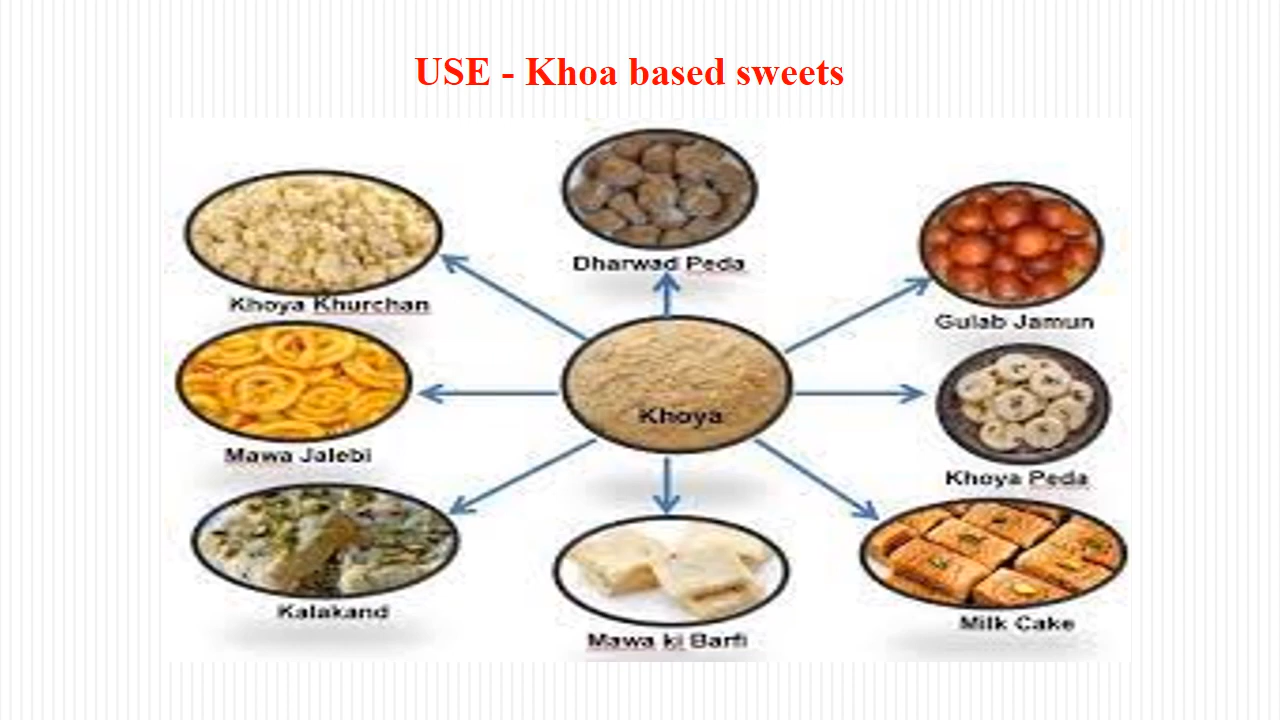 USE - Khoa based sweets
Dharwad Peda
Khoya Khurchan
Gulab Jamun
Khoya
Mawa Jalebi
Khoya Peda
Kalakand
Milk Cake
Mawa ki Barfi